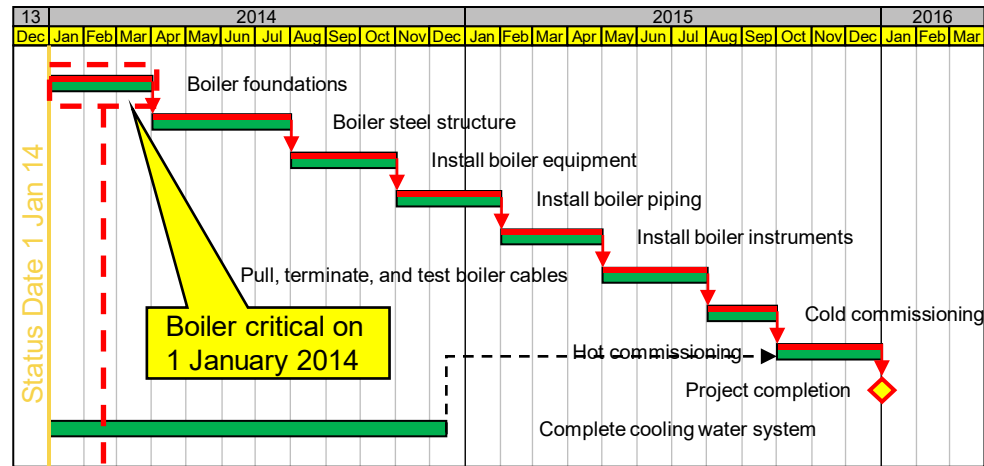 13 2014 2015 2016
Dec Jan Feb Mar Apr May Jun Jul Aug Sep Oct Nov Dec Jan Feb Mar Apr May Jun Jul Aug Sep Oct Nov Dec Jan Feb Mar
Status Date 1 Jan 14
Boiler foundations
Boiler steel structure
Install boiler equipment
Install boiler piping
Install boiler instruments
Pull, terminate, and test boiler cables
Cold commissioning
Boiler critical on
1 January 2014
Hot commissioning
Project completion
Complete cooling water system